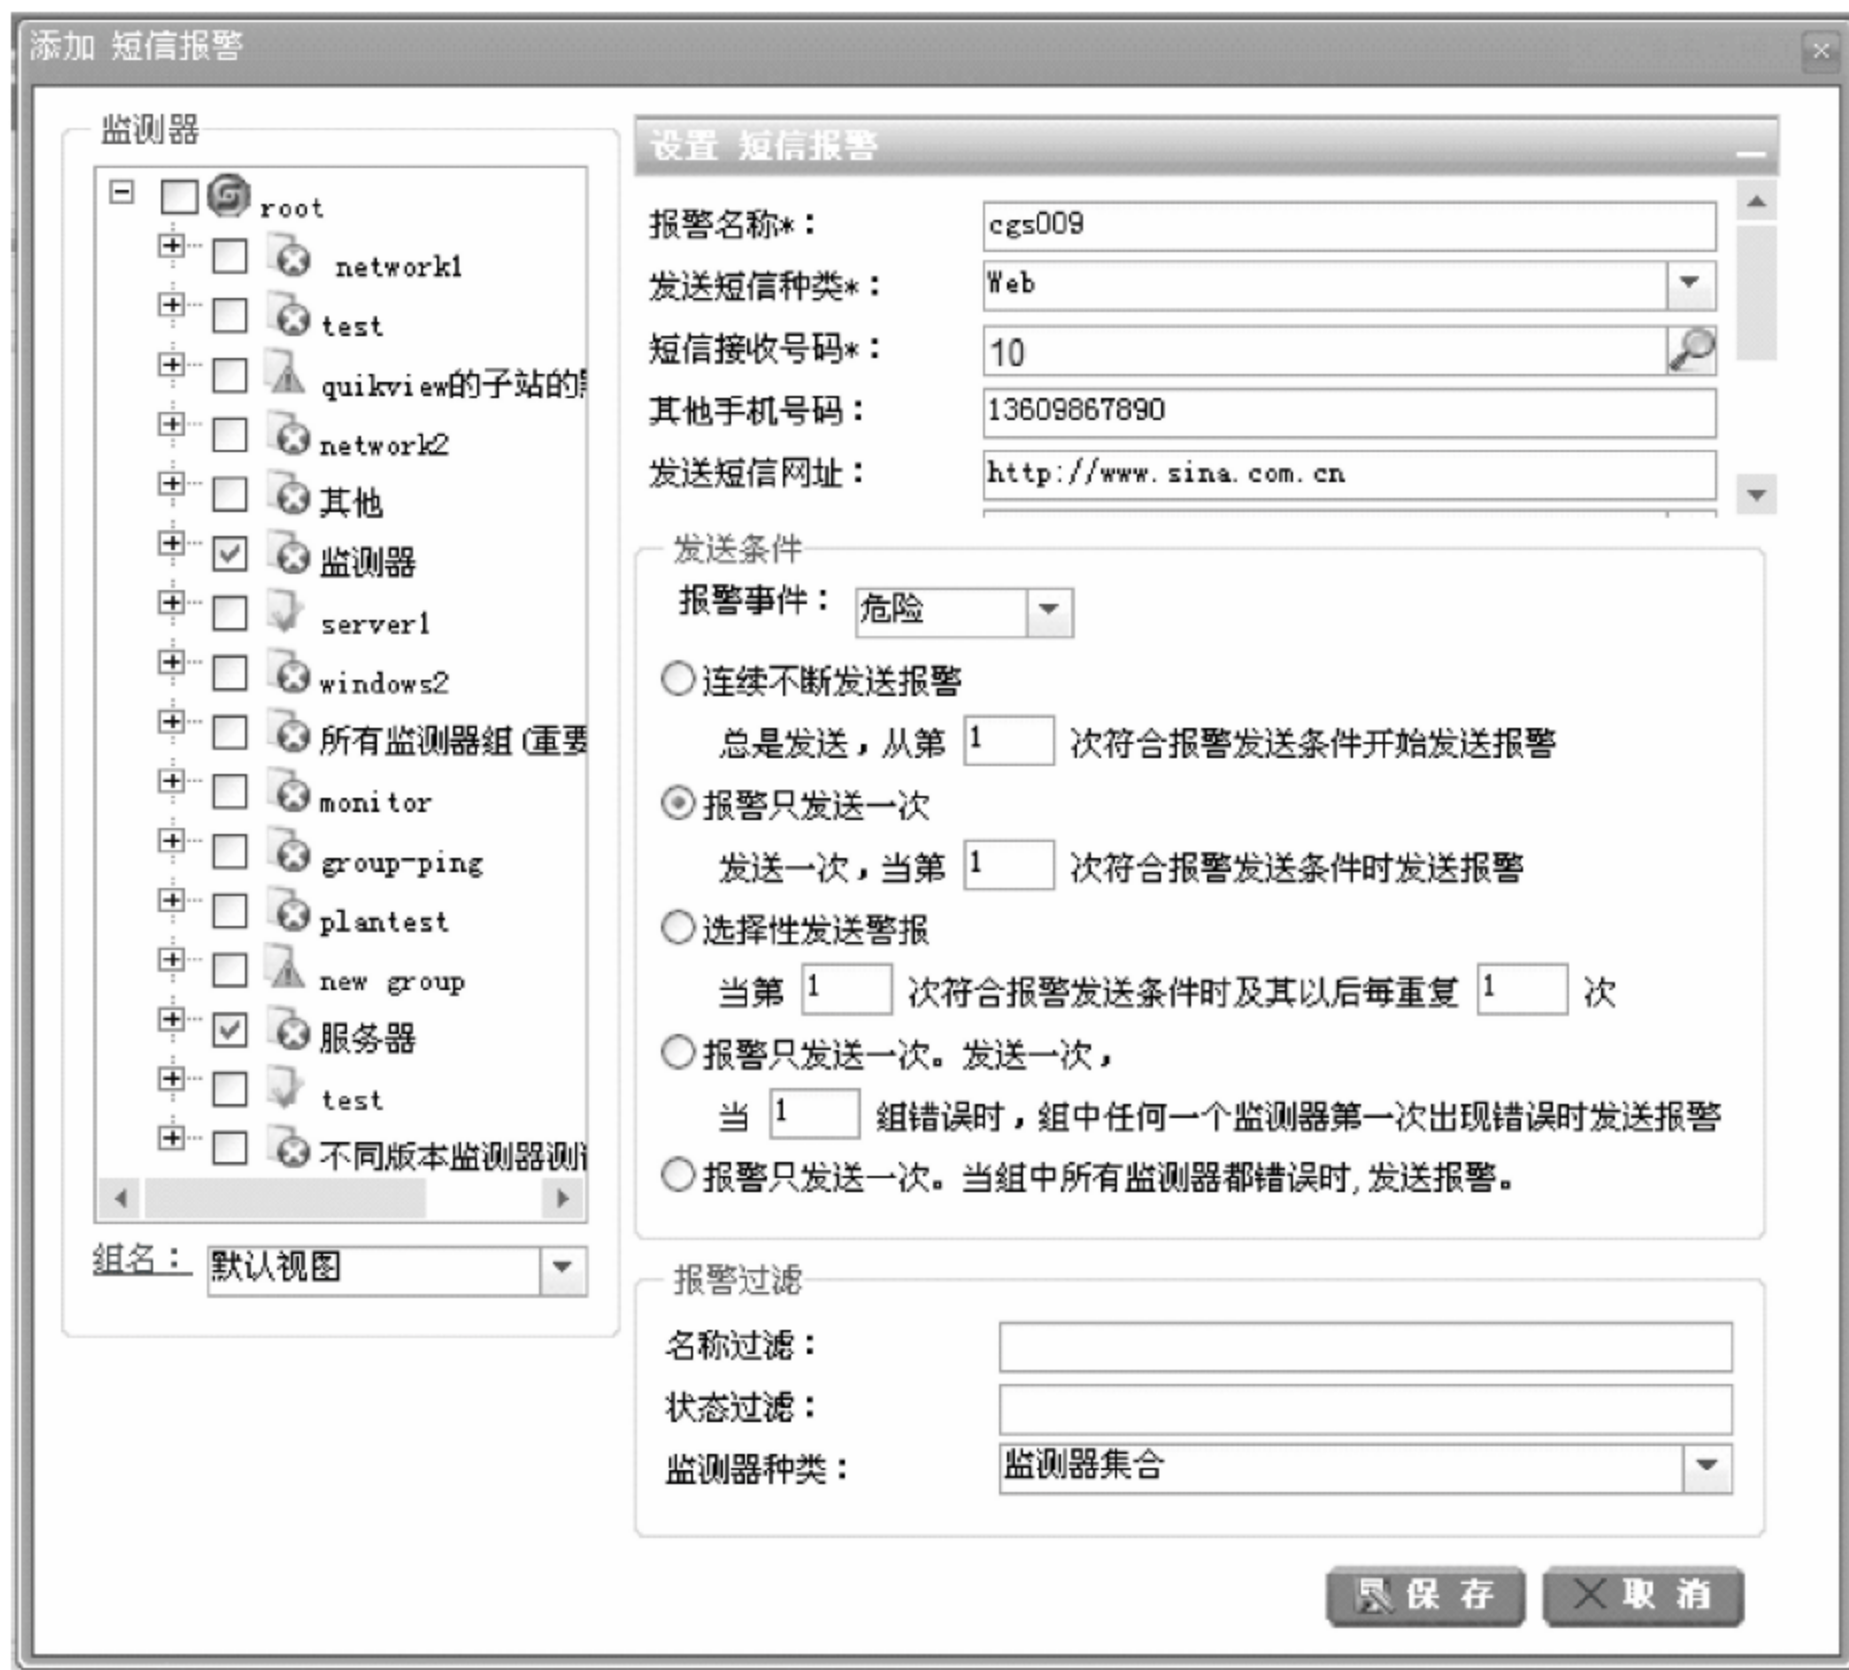 添加 短信报警
监测器
root
network1
test
quikview的子站的
network2
其他
监测器
server1
windows2
所有监测器组(重要
monitor
group-ping
plantest
new group
服务器
test
不同版本监测器测
组名：
默认视图
设置 短信报警
报警名称*： cgs009
发送短信种类*： Web
短信接收号码*： 10
其他手机号码： 13609867890
发送短信网址： http://www.sina.com.cn
发送条件
报警事件： 危险
连续不断发送报警
总是发送，从第 1 次符合报警发送条件开始发送报警
报警只发送一次
发送一次，当第 1 次符合报警发送条件时发送报警
选择性发送警报
当第 1 次符合报警发送条件时及其以后每重复 1 次
报警只发送一次。发送一次，
当 1 组错误时，组中任何一个监测器第一次出现错误时发送报警
报警只发送一次。当组中所有监测器都错误时,发送报警。
报警过滤
名称过滤：
状态过滤：
监测器种类： 监测器集合
保 存
取 消